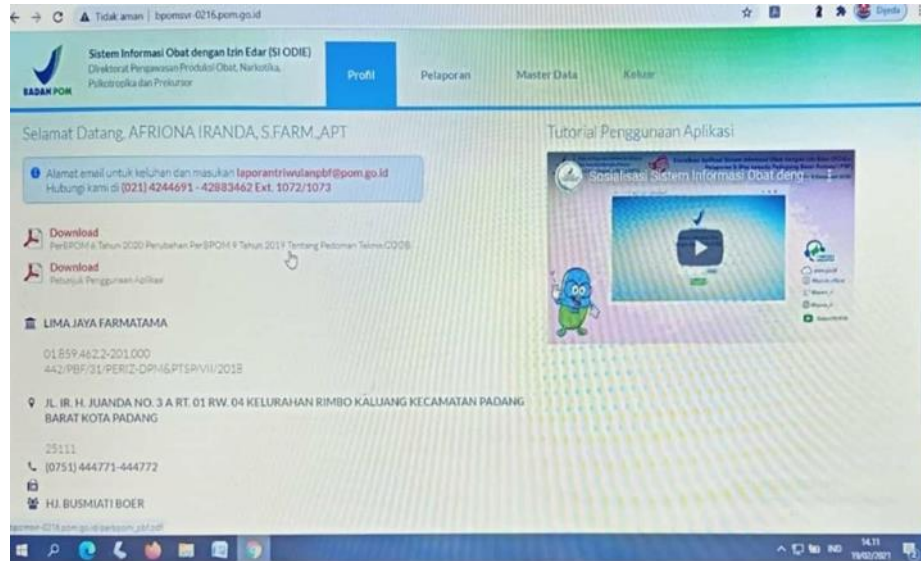 Tidak aman | bpomsvr-0216.pom.go.id
Dijeda
BADAN POM
Sistem Informasi Obat dengan Izin Edar (SI ODIE)
Direktorat Pengawasan Produksi Obat, Narkotika,
Psikotropika dan Prekursor
Profil
Pelaporan
Master Data
Keluar
Selamat Datang, AFRIONA IRANDA, S.FARM.,APT
Alamat email untuk keluhan dan masukan laporantriwulanpbf@pom.go.id
Hubungi kami di (021) 4244691 - 42883462 Ext. 1072/1073
Download
PerBPOM 6 Tahun 2020 Perubahan PerBPOM 9 Tahun 2019 Tentang Pedoman Teknis CDOB
Download
Petunjuk Penggunaan Aplikasi
LIMA JAYA FARMATAMA
01.859.462.2-201.000
442/PBF/31/PERIZ-DPM&PTSP/VII/2018
JL. IR. H. JUANDA NO. 3 A RT. 01 RW. 04 KELURAHAN RIMBO KALUANG KECAMATAN PADANG
BARAT KOTA PADANG
25111
(0751) 444771-444772
HJ. BUSMIATI BOER
Tutorial Penggunaan Aplikasi
Sosialisasi Sistem Informasi Obat deng...
14.11
IND
19/02/2021